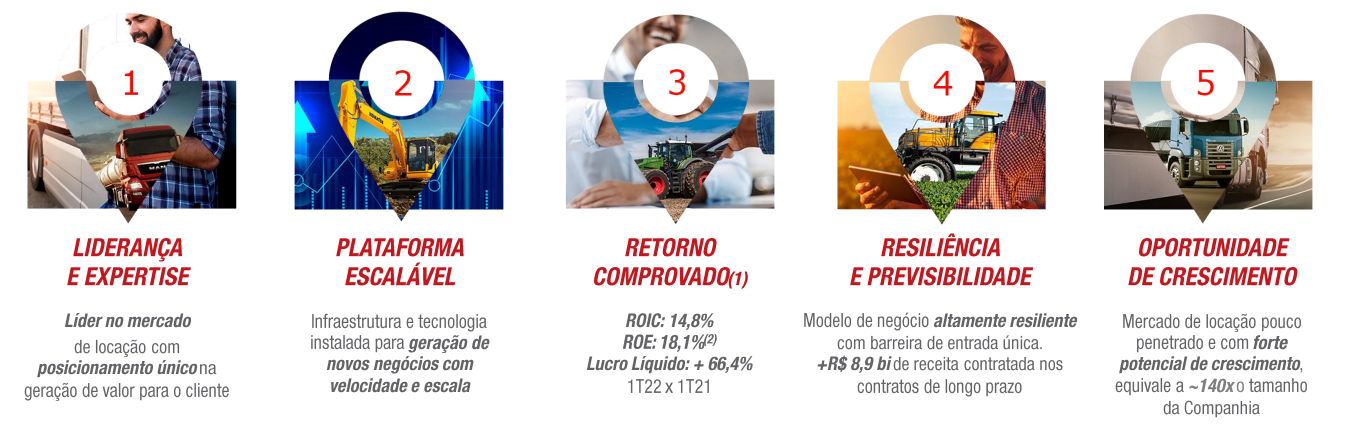 1
LIDERANÇA
E EXPERTISE
Líder no mercado
de locação com
posicionamento único na
geração de valor para o cliente
2
PLATAFORMA
ESCALÁVEL
Infraestrutura e tecnologia
instalada para geração de
novos negócios com
velocidade e escala
3
RETORNO
COMPROVADO(1)
ROIC: 14,8%
ROE: 18,1%(2)
Lucro Líquido: + 66,4%
1T22 x 1T21
4
RESILIÊNCIA
E PREVISIBILIDADE
Modelo de negócio altamente resiliente
com barreira de entrada única.
+R$ 8,9 bi de receita contratada nos
contratos de longo prazo
5
OPORTUNIDADE
DE CRESCIMENTO
Mercado de locação pouco
penetrado e com forte
potencial de crescimento,
equivale a ~140x o tamanho
da Companhia
MAN
KOMATSU